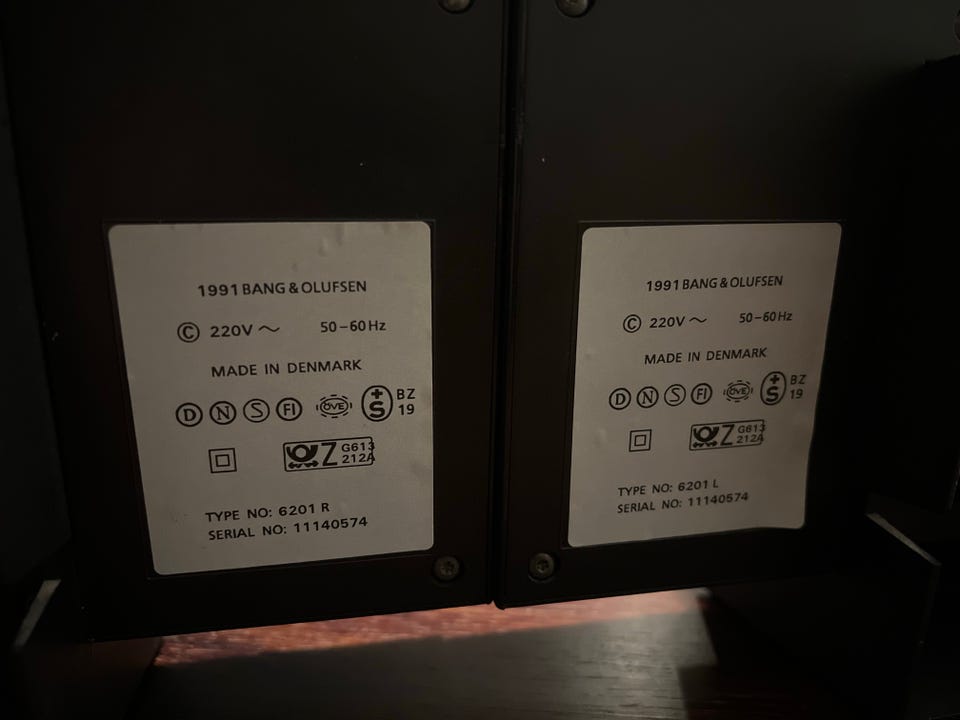 1991 BANG & OLUFSEN
© 220V ~ 50-60 Hz
MADE IN DENMARK
D N S FI ÖVE +S BZ 19
Z G613 212A
TYPE NO: 6201 R
SERIAL NO: 11140574
1991 BANG & OLUFSEN
© 220V ~ 50-60 Hz
MADE IN DENMARK
D N S FI ÖVE +S BZ 19
Z G613 212A
TYPE NO: 6201 L
SERIAL NO: 11140574